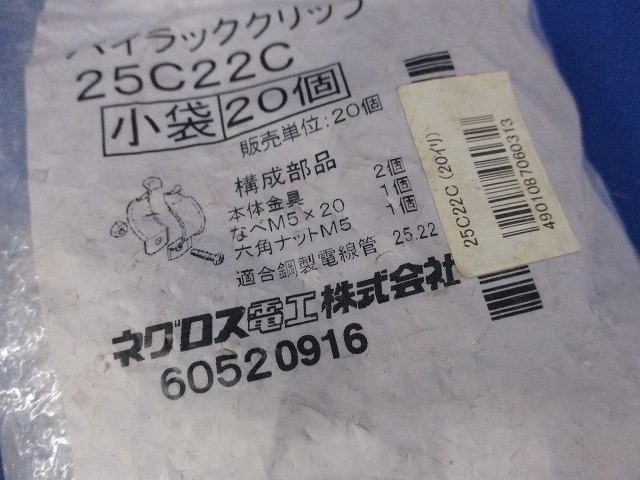 パイラッククリップ
25C22C
小袋 20個
販売単位:20個
構成部品
本体金具 2個
なベM5×20 1個
六角ナットM5 1個
適合鋼製電線管 25.22
ネグロス電工株式会社
60520916
25C22C (20イリ)
4901087060313